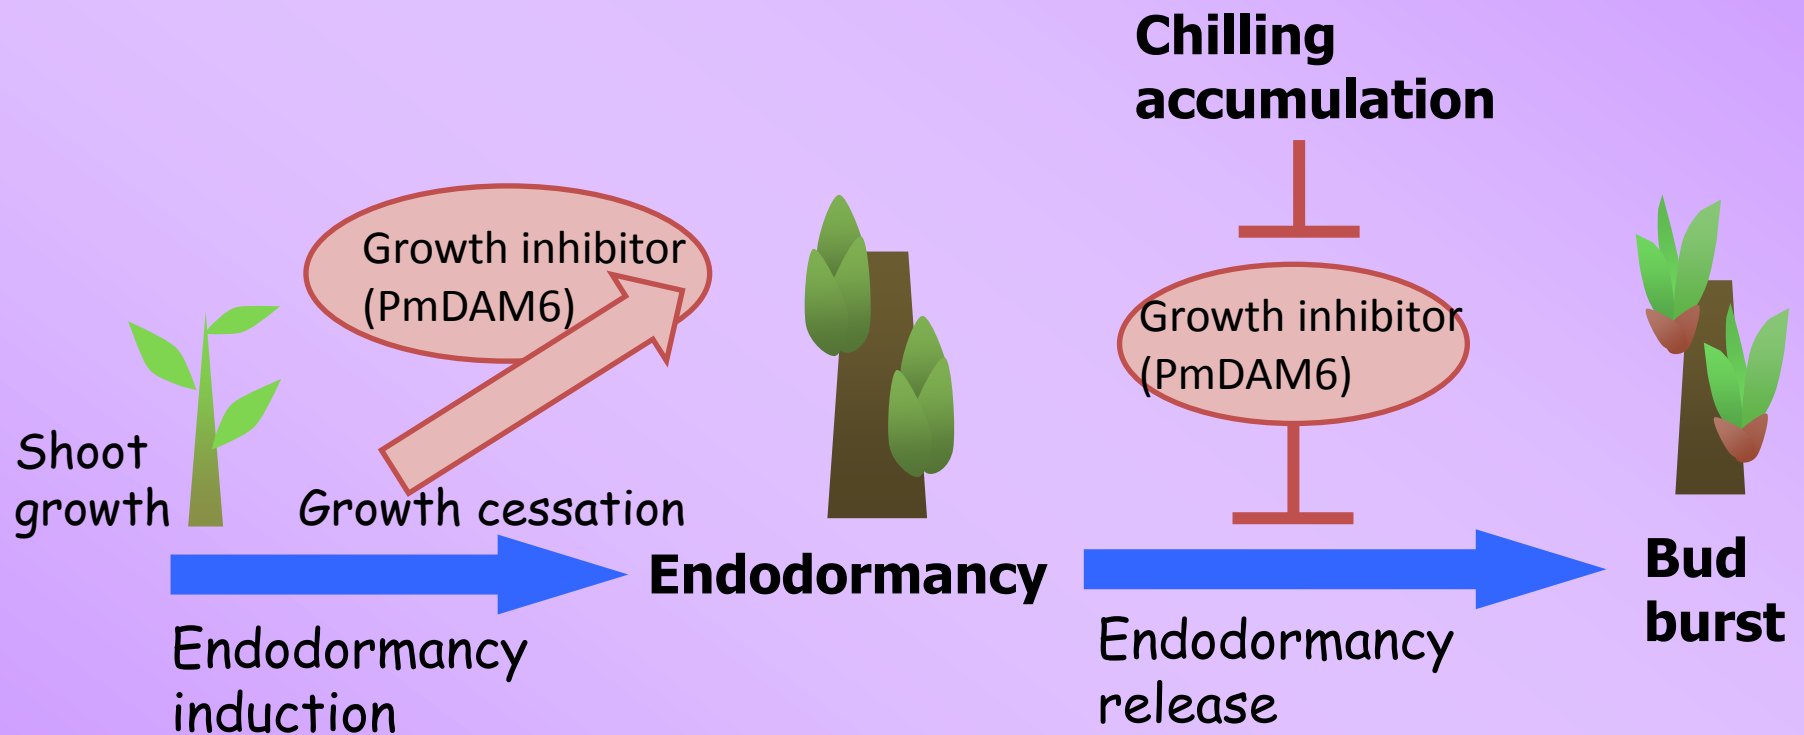 Chilling
accumulation
Growth inhibitor
(PmDAM6)
Growth inhibitor
(PmDAM6)
Shoot
growth
Growth cessation
Endodormancy
Bud
burst
Endodormancy
induction
Endodormancy
release